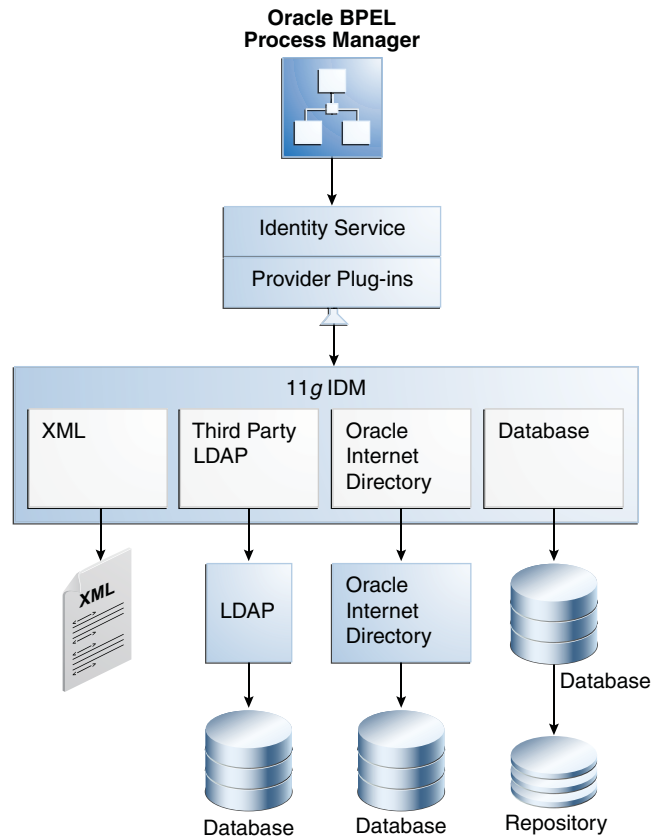 Oracle BPEL
Process Manager
Identity Service
Provider Plug-ins
11g IDM
XML
Third Party
LDAP
Oracle
Internet
Directory
Database
XML
LDAP
Oracle
Internet
Directory
Database
Database
Database
Repository